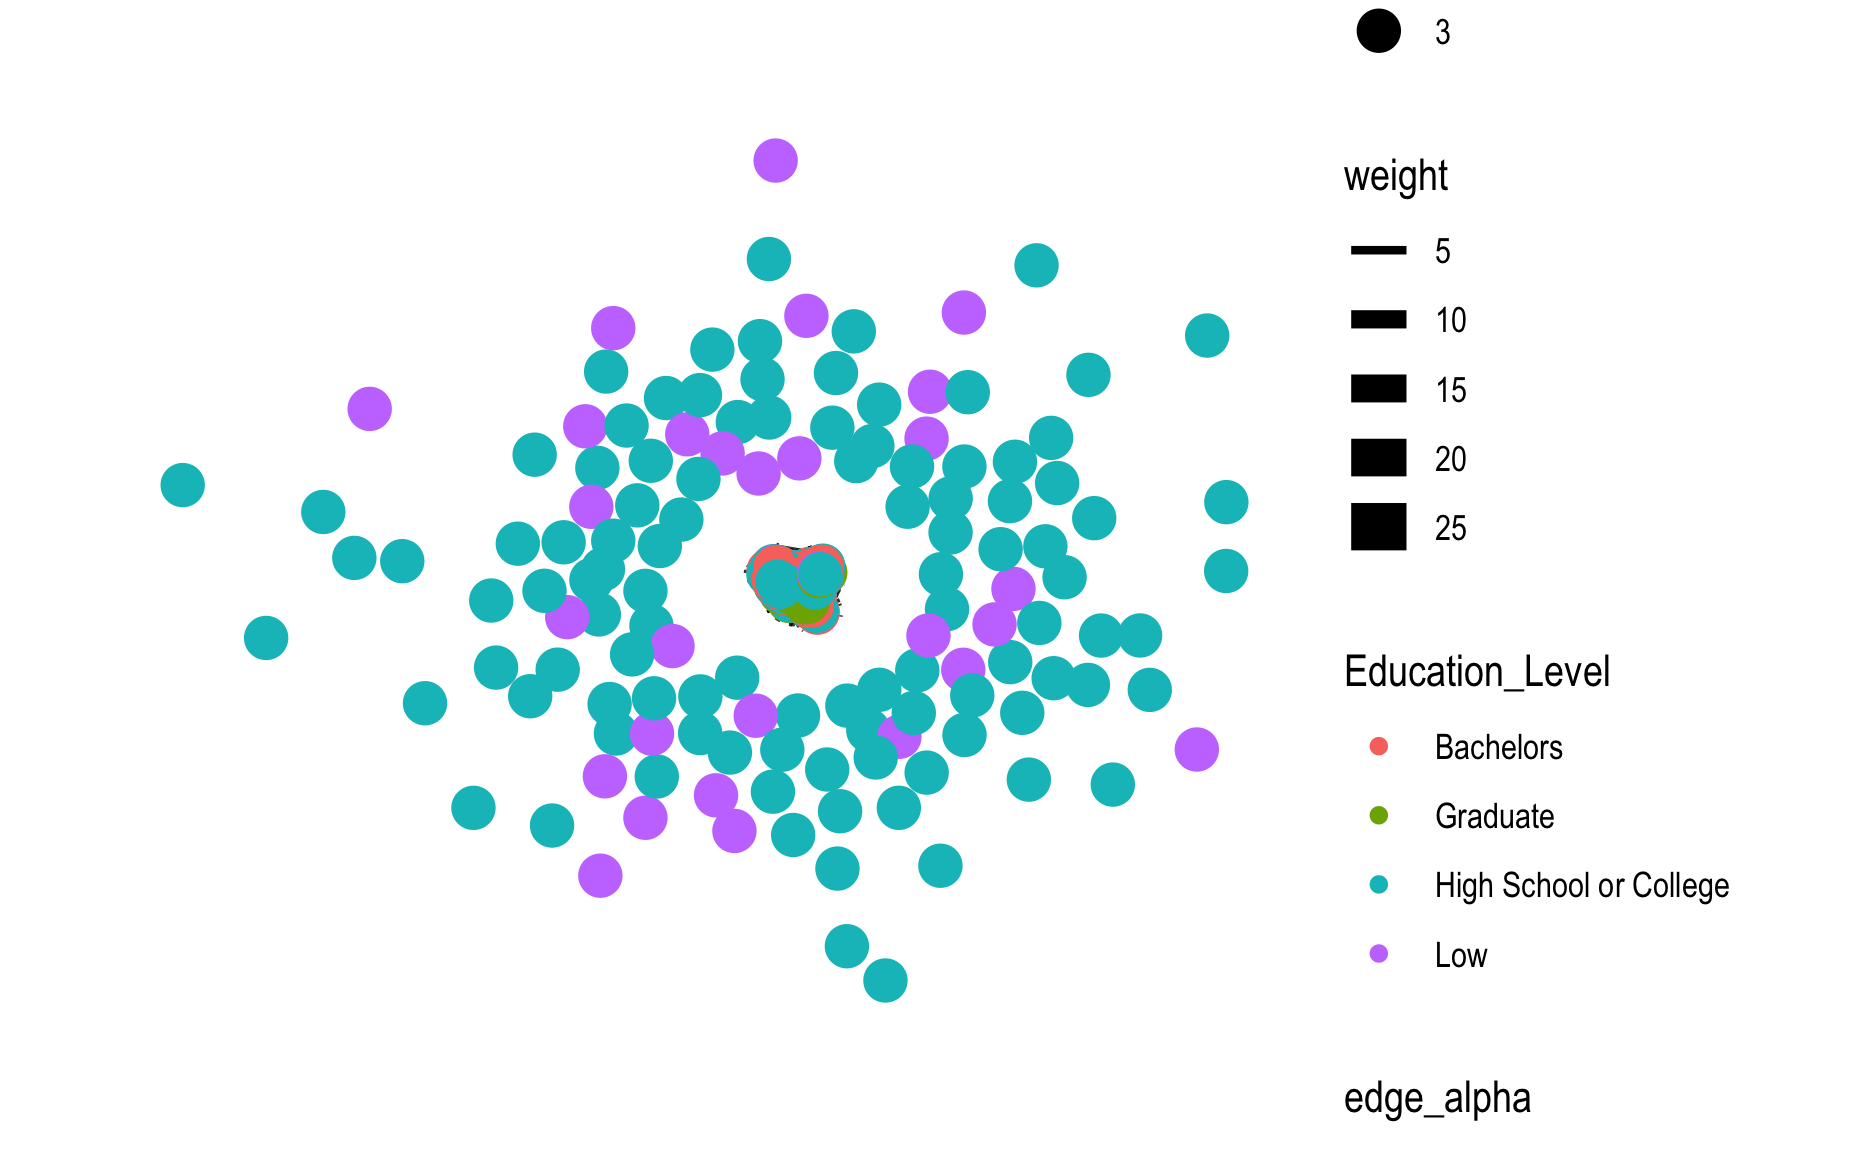 3
weight
5
10
15
20
25
Education_Level
Bachelors
Graduate
High School or College
Low
edge_alpha